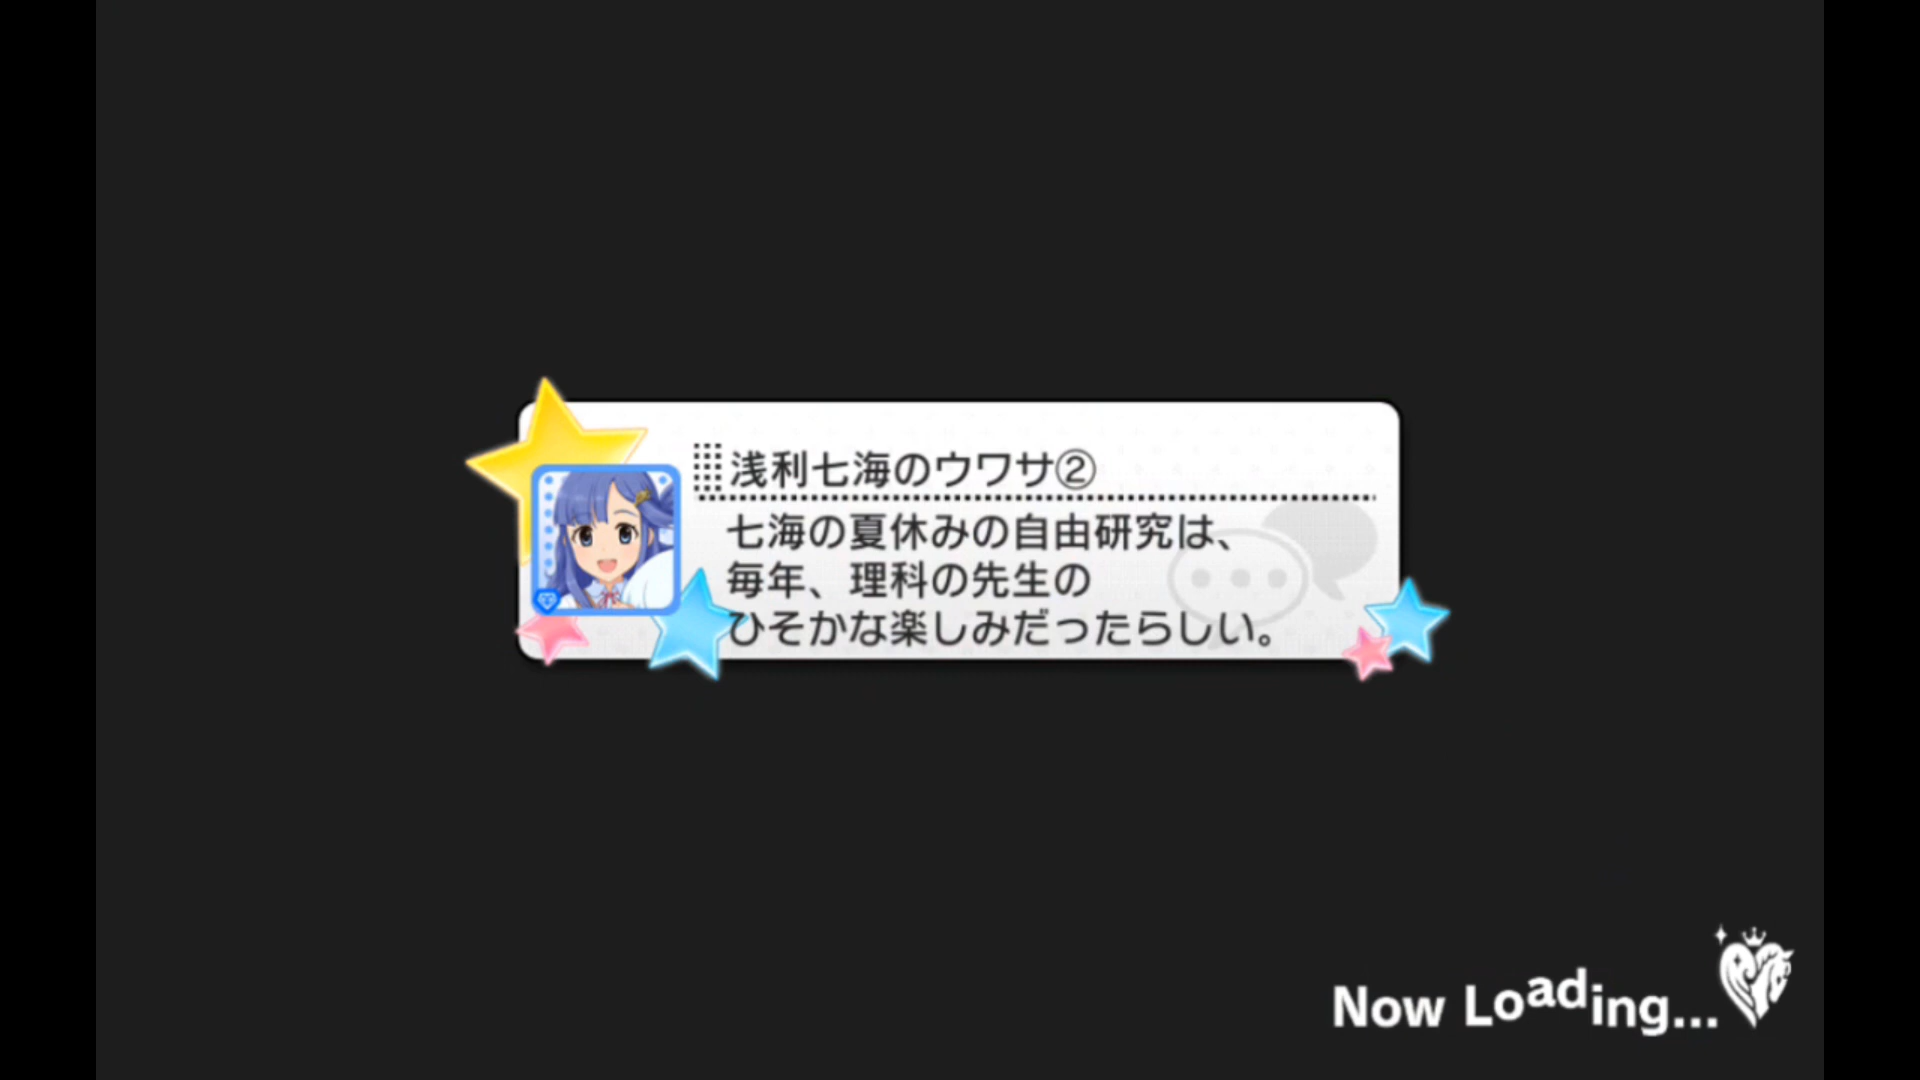 浅利七海のウワサ②
七海の夏休みの自由研究は、
毎年、理科の先生の
ひそかな楽しみだったらしい。
Now Loading...